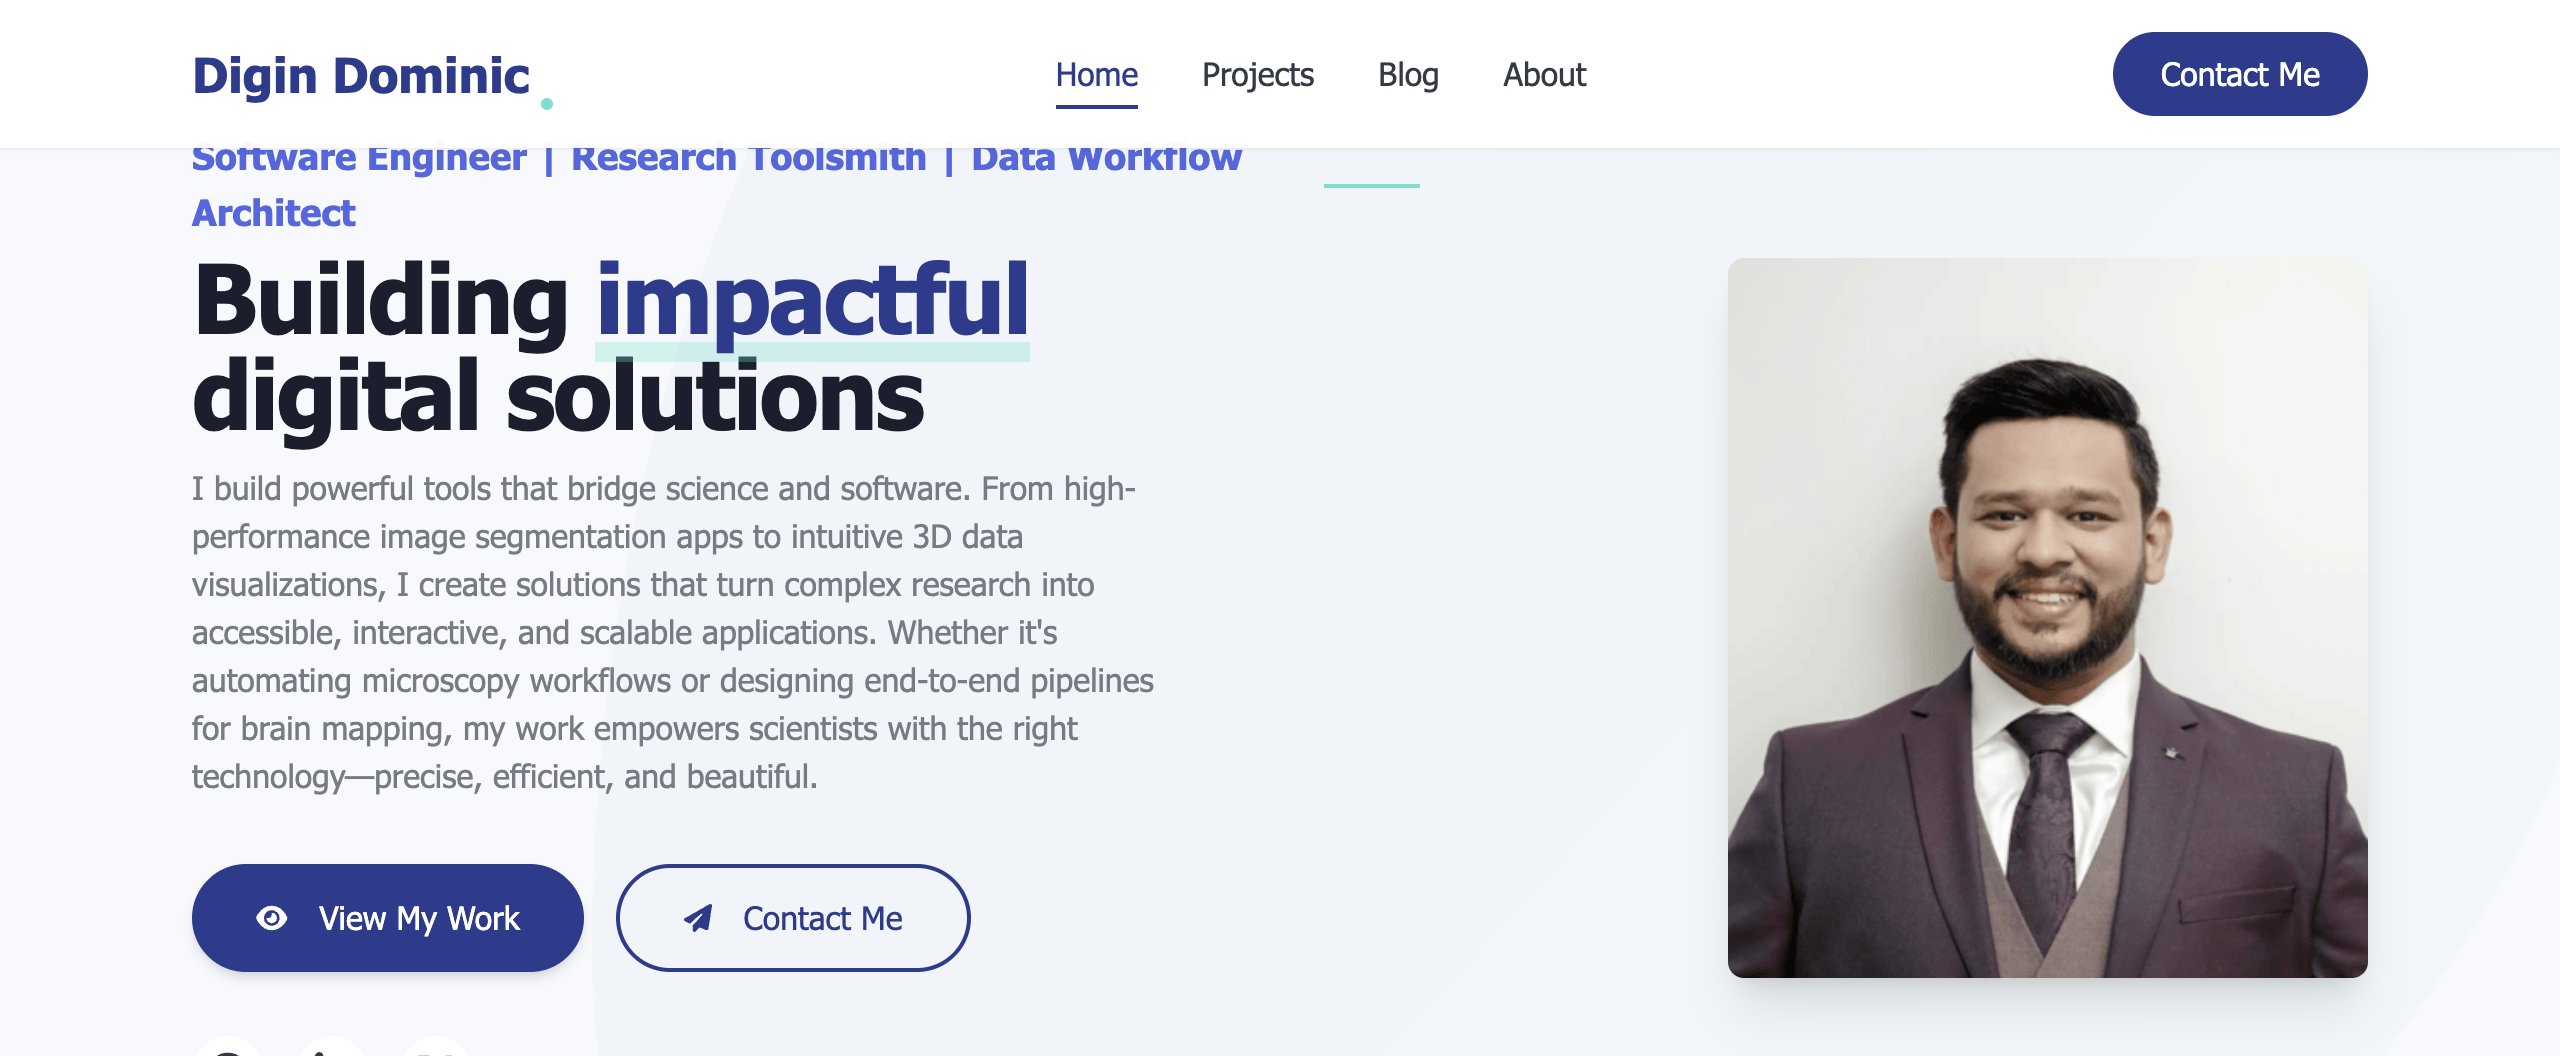 Digin Dominic
Home Projects Blog About
Contact Me
Software Engineer | Research Toolsmith | Data Workflow
Architect
Building impactful
digital solutions
I build powerful tools that bridge science and software. From high-
performance image segmentation apps to intuitive 3D data
visualizations, I create solutions that turn complex research into
accessible, interactive, and scalable applications. Whether it's
automating microscopy workflows or designing end-to-end pipelines
for brain mapping, my work empowers scientists with the right
technology—precise, efficient, and beautiful.
View My Work
Contact Me